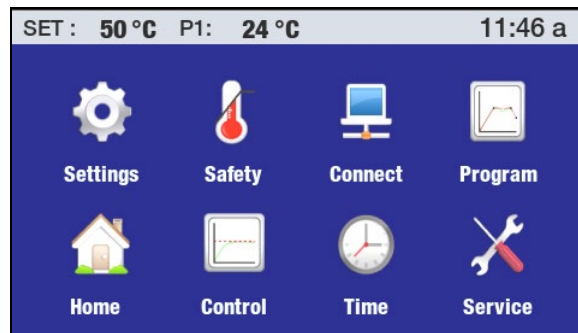 SET : 50 °C P1: 24 °C 11:46 a
Settings Safety Connect Program
Home Control Time Service